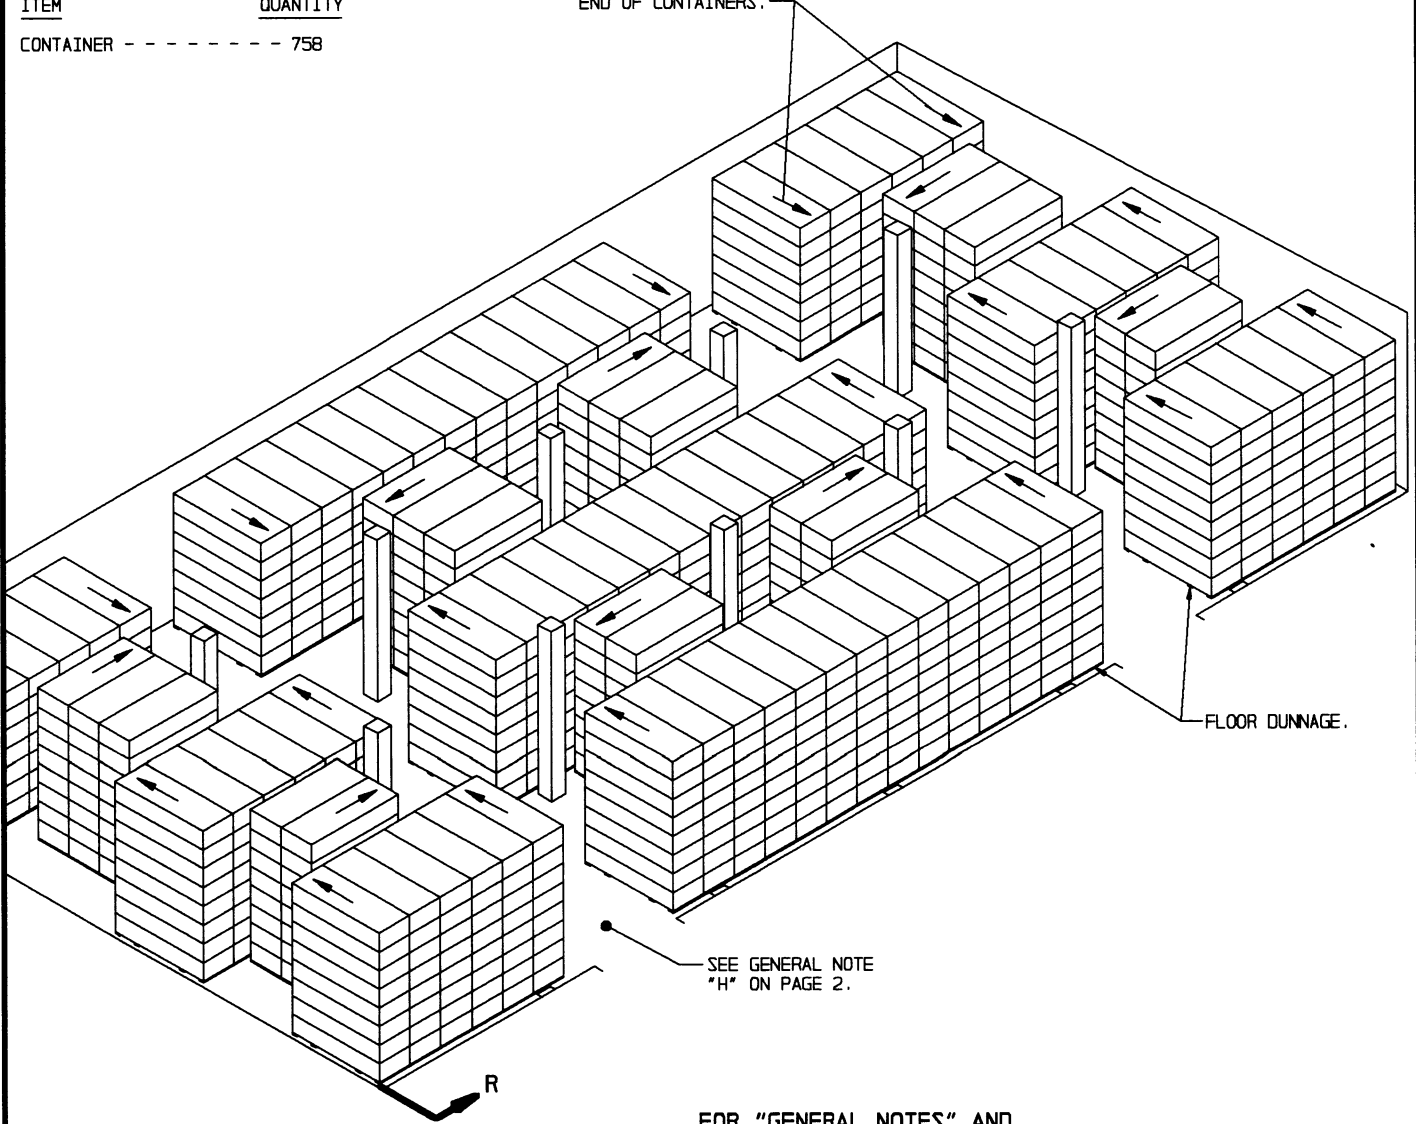 ITEM QUANTITY
CONTAINER - - - - - - - - 758
END OF CONTAINERS.
FLOOR DUNNAGE.
SEE GENERAL NOTE
"H" ON PAGE 2.
R
FOR "GENERAL NOTES" AND